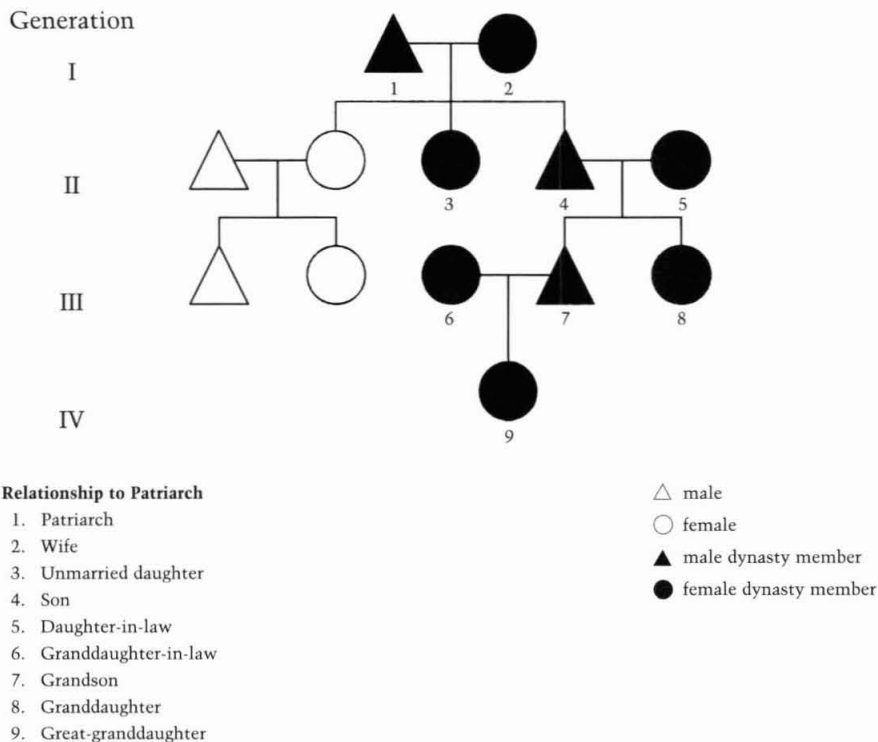 Generation
I
1 2
II
3 4 5
III
6 7 8
IV
9
Relationship to Patriarch
1. Patriarch
2. Wife
3. Unmarried daughter
4. Son
5. Daughter-in-law
6. Granddaughter-in-law
7. Grandson
8. Granddaughter
9. Great-granddaughter
male
female
male dynasty member
female dynasty member